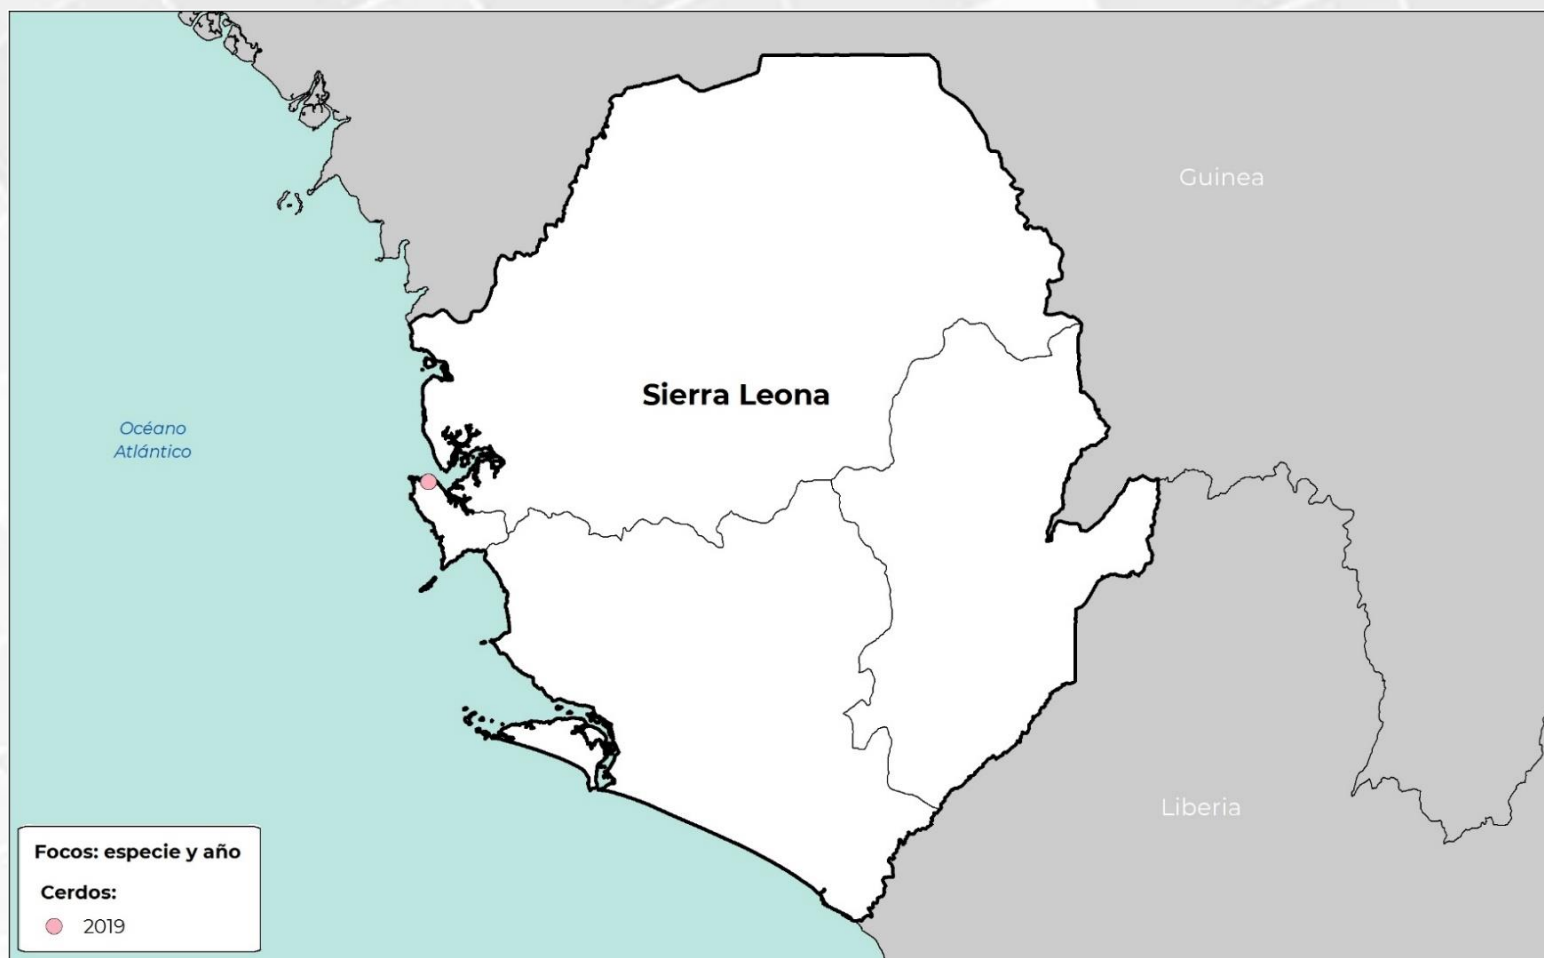 Guinea
Sierra Leona
Océano
Atlántico
Liberia
Focos: especie y año
Cerdos:
2019